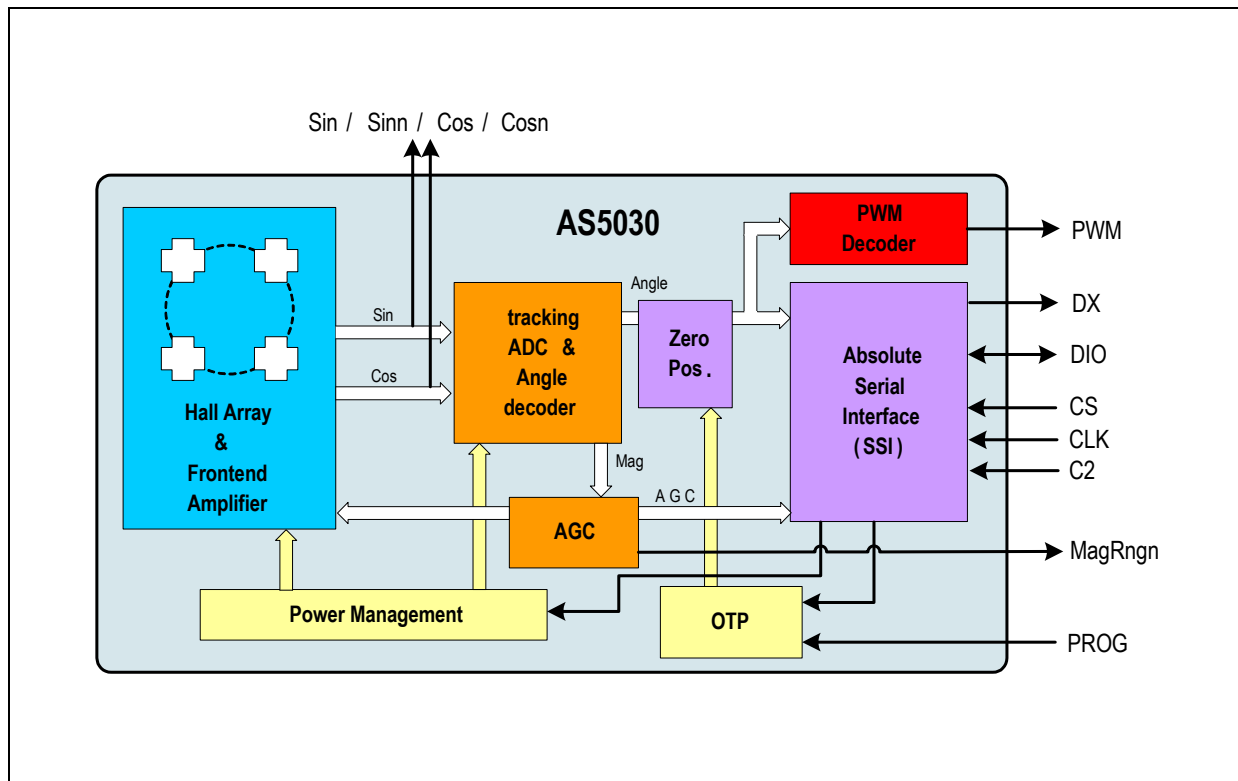 Sin / Sinn / Cos / Cosn
AS5030
PWM
Decoder
PWM
Hall Array
&
Frontend
Amplifier
Sin
Cos
tracking
ADC &
Angle
decoder
Angle
Zero
Pos .
Absolute
Serial
Interface
( SSI )
DX
DIO
CS
CLK
C2
Mag
A G C
AGC
MagRngn
Power Management
OTP
PROG